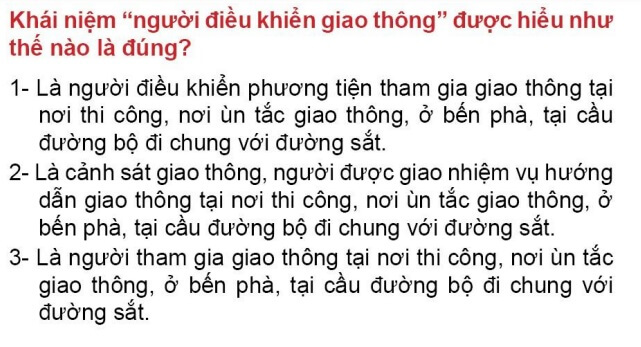 Khái niệm “người điều khiển giao thông” được hiểu như
thế nào là đúng?
1- Là người điều khiển phương tiện tham gia giao thông tại
nơi thi công, nơi ùn tắc giao thông, ở bến phà, tại cầu
đường bộ đi chung với đường sắt.
2- Là cảnh sát giao thông, người được giao nhiệm vụ hướng
dẫn giao thông tại nơi thi công, nơi ùn tắc giao thông, ở
bến phà, tại cầu đường bộ đi chung với đường sắt.
3- Là người tham gia giao thông tại nơi thi công, nơi ùn tắc
giao thông, ở bến phà, tại cầu đường bộ đi chung với
đường sắt.